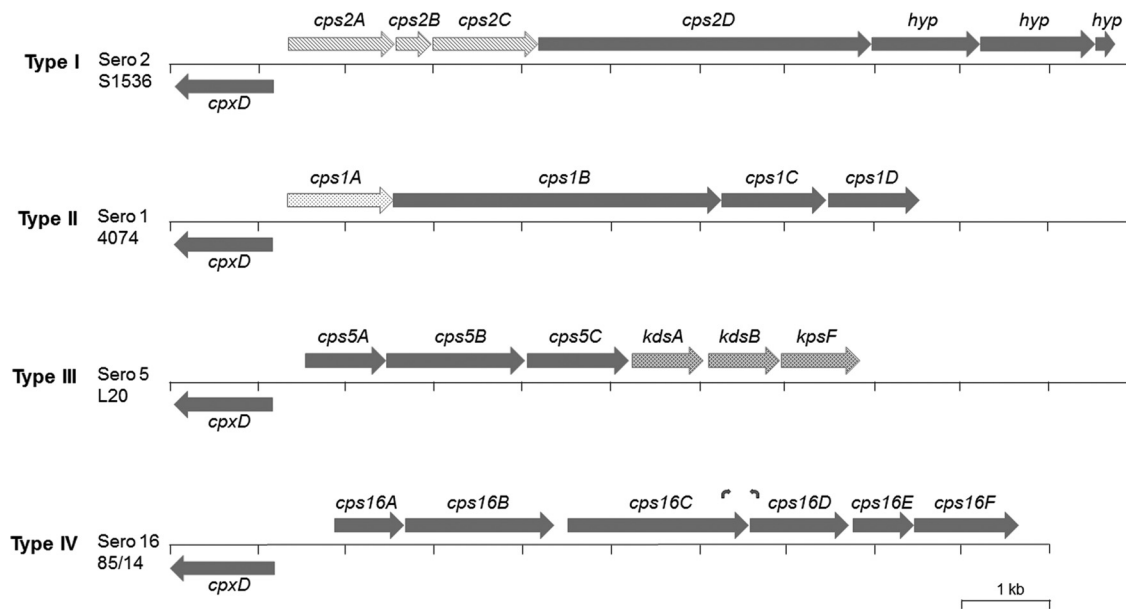 cps2A cps2B cps2C cps2D hyp hyp hyp
Type I Sero 2
S1536
cpxD
cps1A cps1B cps1C cps1D
Type II Sero 1
4074
cpxD
cps5A cps5B cps5C kdsA kdsB kpsF
Type III Sero 5
L20
cpxD
cps16A cps16B cps16C cps16D cps16E cps16F
Type IV Sero 16
85/14
cpxD
1 kb